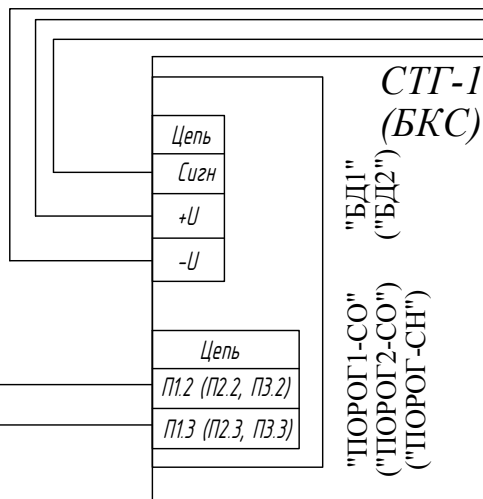 СТГ-1
(БКС)
Цепь
Сигн
+U
-U
"БД1"
("БД2")
Цепь
П1.2 (П2.2, П3.2)
П1.3 (П2.3, П3.3)
"ПОРОГ1-СО"
("ПОРОГ2-СО")
("ПОРОГ-СН")